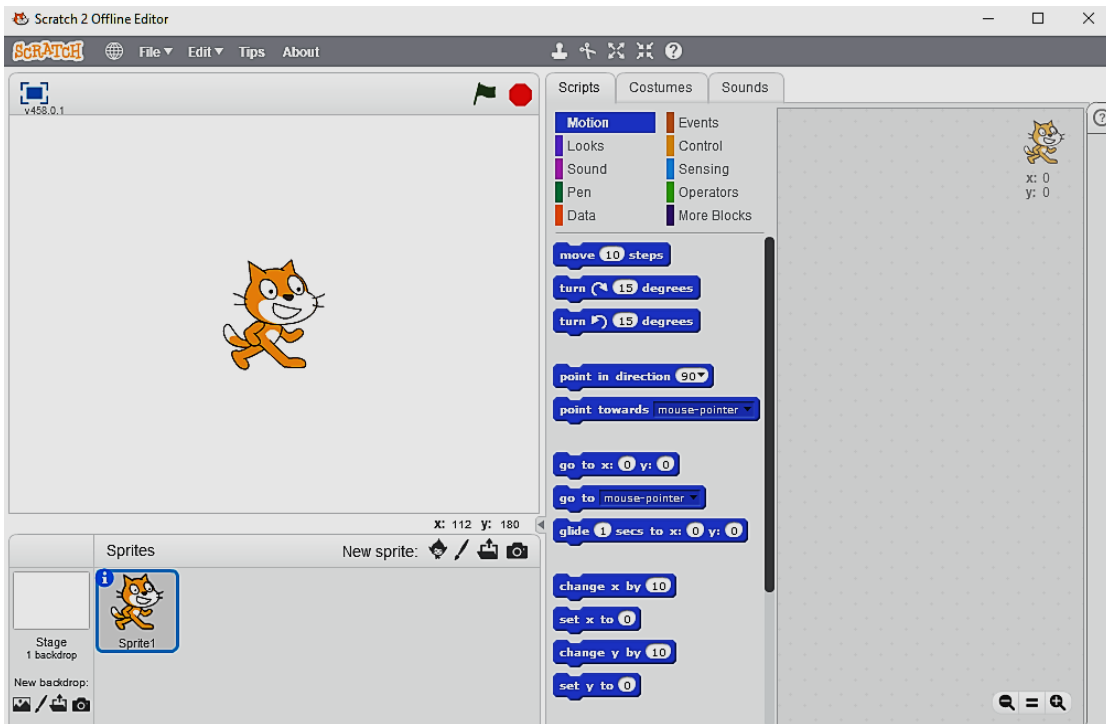 Scratch 2 Offline Editor
SCRATCH File Edit Tips About
v458.0.1
Scripts Costumes Sounds
Motion Events
Looks Control
Sound Sensing
Pen Operators
Data More Blocks
x: 0
y: 0
move 10 steps
turn 15 degrees
turn 15 degrees
point in direction 90
point towards mouse-pointer
go to x: 0 y: 0
go to mouse-pointer
glide 1 secs to x: 0 y: 0
change x by 10
set x to 0
change y by 10
set y to 0
X: 112 Y: 180
Sprites New sprite:
Stage
1 backdrop
Sprite1
New backdrop: